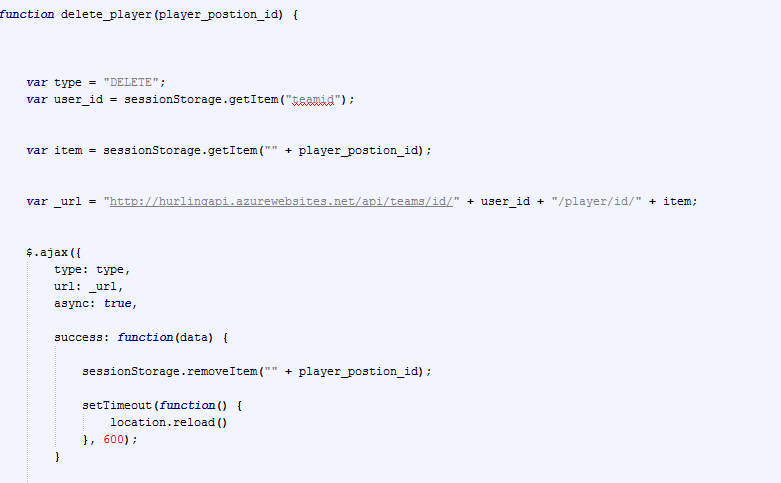 function delete_player(player_postion_id) {
var type = "DELETE";
var user_id = sessionStorage.getItem("teamid");
var item = sessionStorage.getItem("" + player_postion_id);
var _url = "http://hurlingapi.azurewebsites.net/api/teams/id/" + user_id + "/player/id/" + item;
$.ajax({
type: type,
url: _url,
async: true,
success: function(data) {
sessionStorage.removeItem("" + player_postion_id);
setTimeout(function() {
location.reload()
}, 600);
}